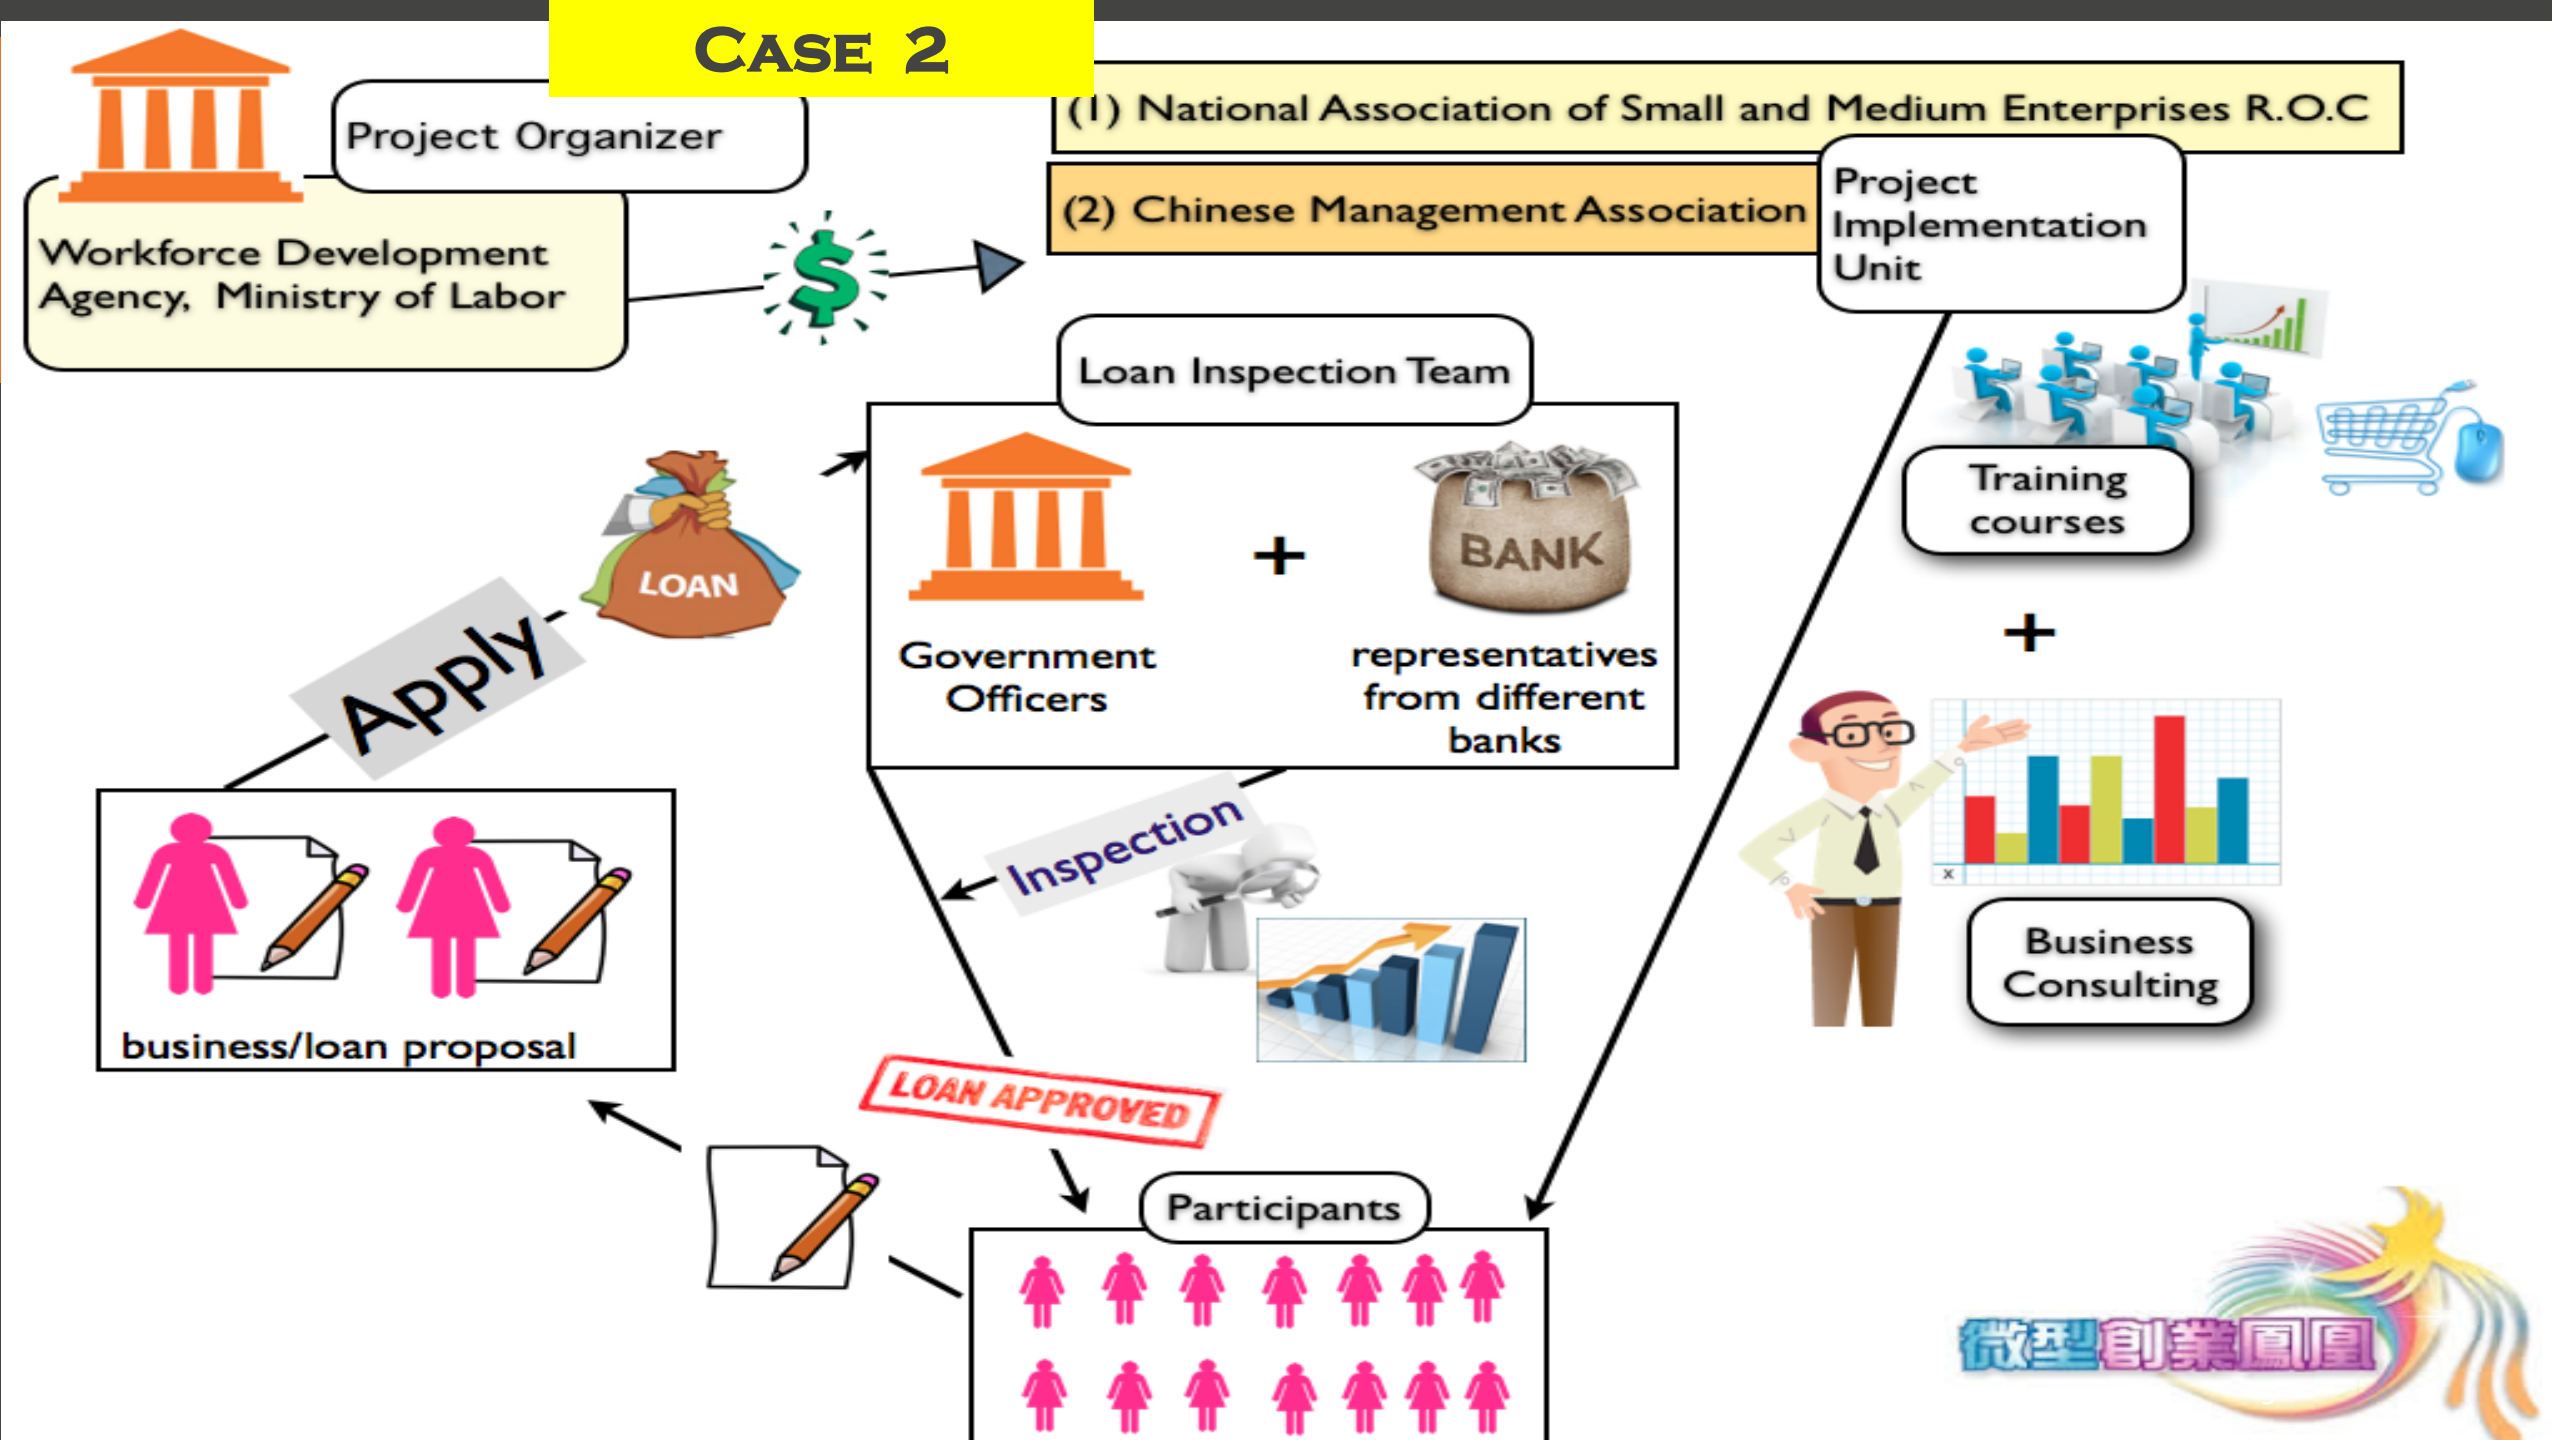 CASE 2
Project Organizer
(1) National Association of Small and Medium Enterprises R.O.C
(2) Chinese Management Association
Project
Implementation
Unit
Workforce Development
Agency, Ministry of Labor
$
Loan Inspection Team
LOAN
BANK
+
Government
Officers
representatives
from different
banks
Training
courses
+
Apply
Inspection
x
Business
Consulting
business/loan proposal
LOAN APPROVED
Participants
微型創業鳳凰